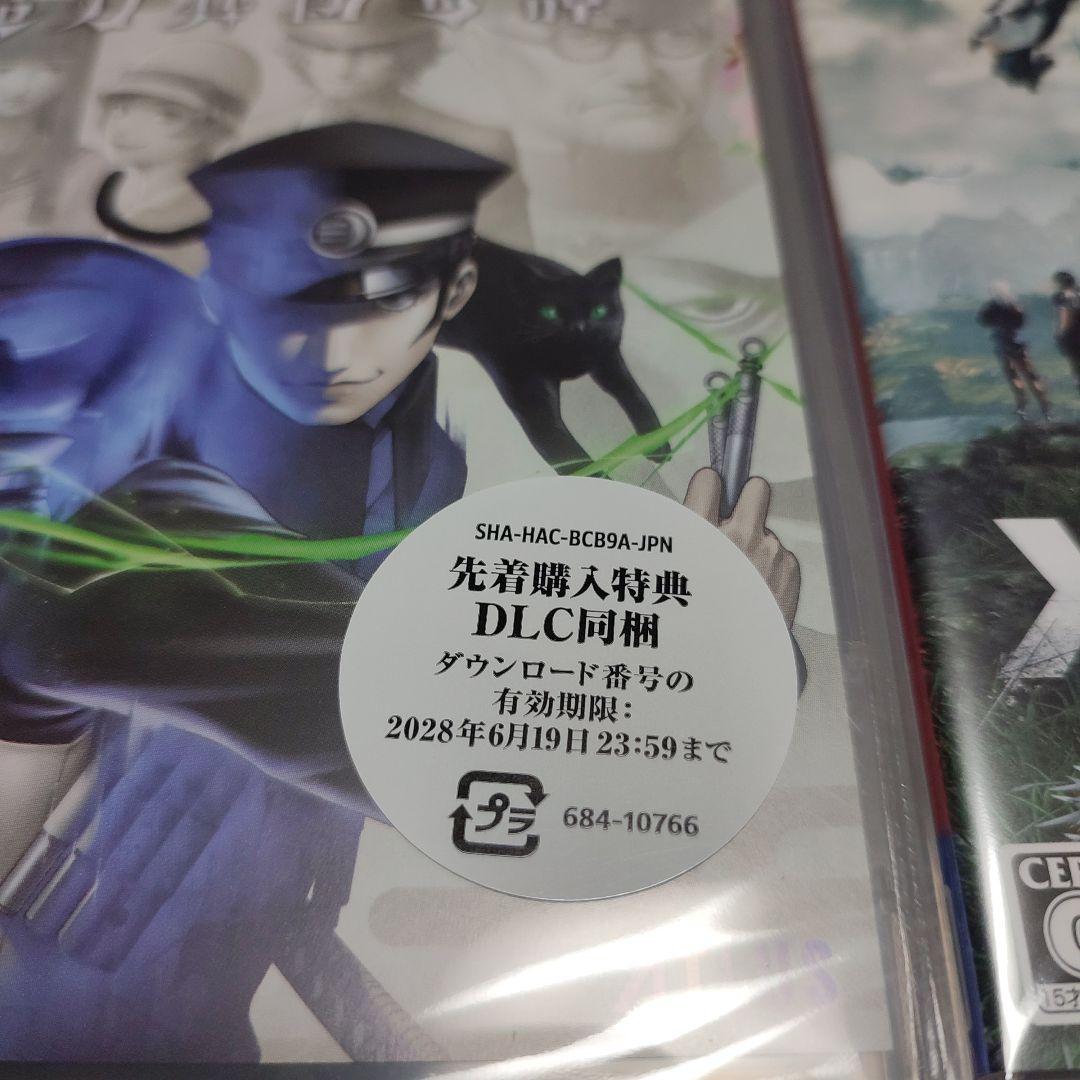 SHA-HAC-BCB9A-JPN
先着購入特典
DLC同梱
ダウンロード番号の
有効期限：
2028年6月19日 23:59まで
プラ
684-10766